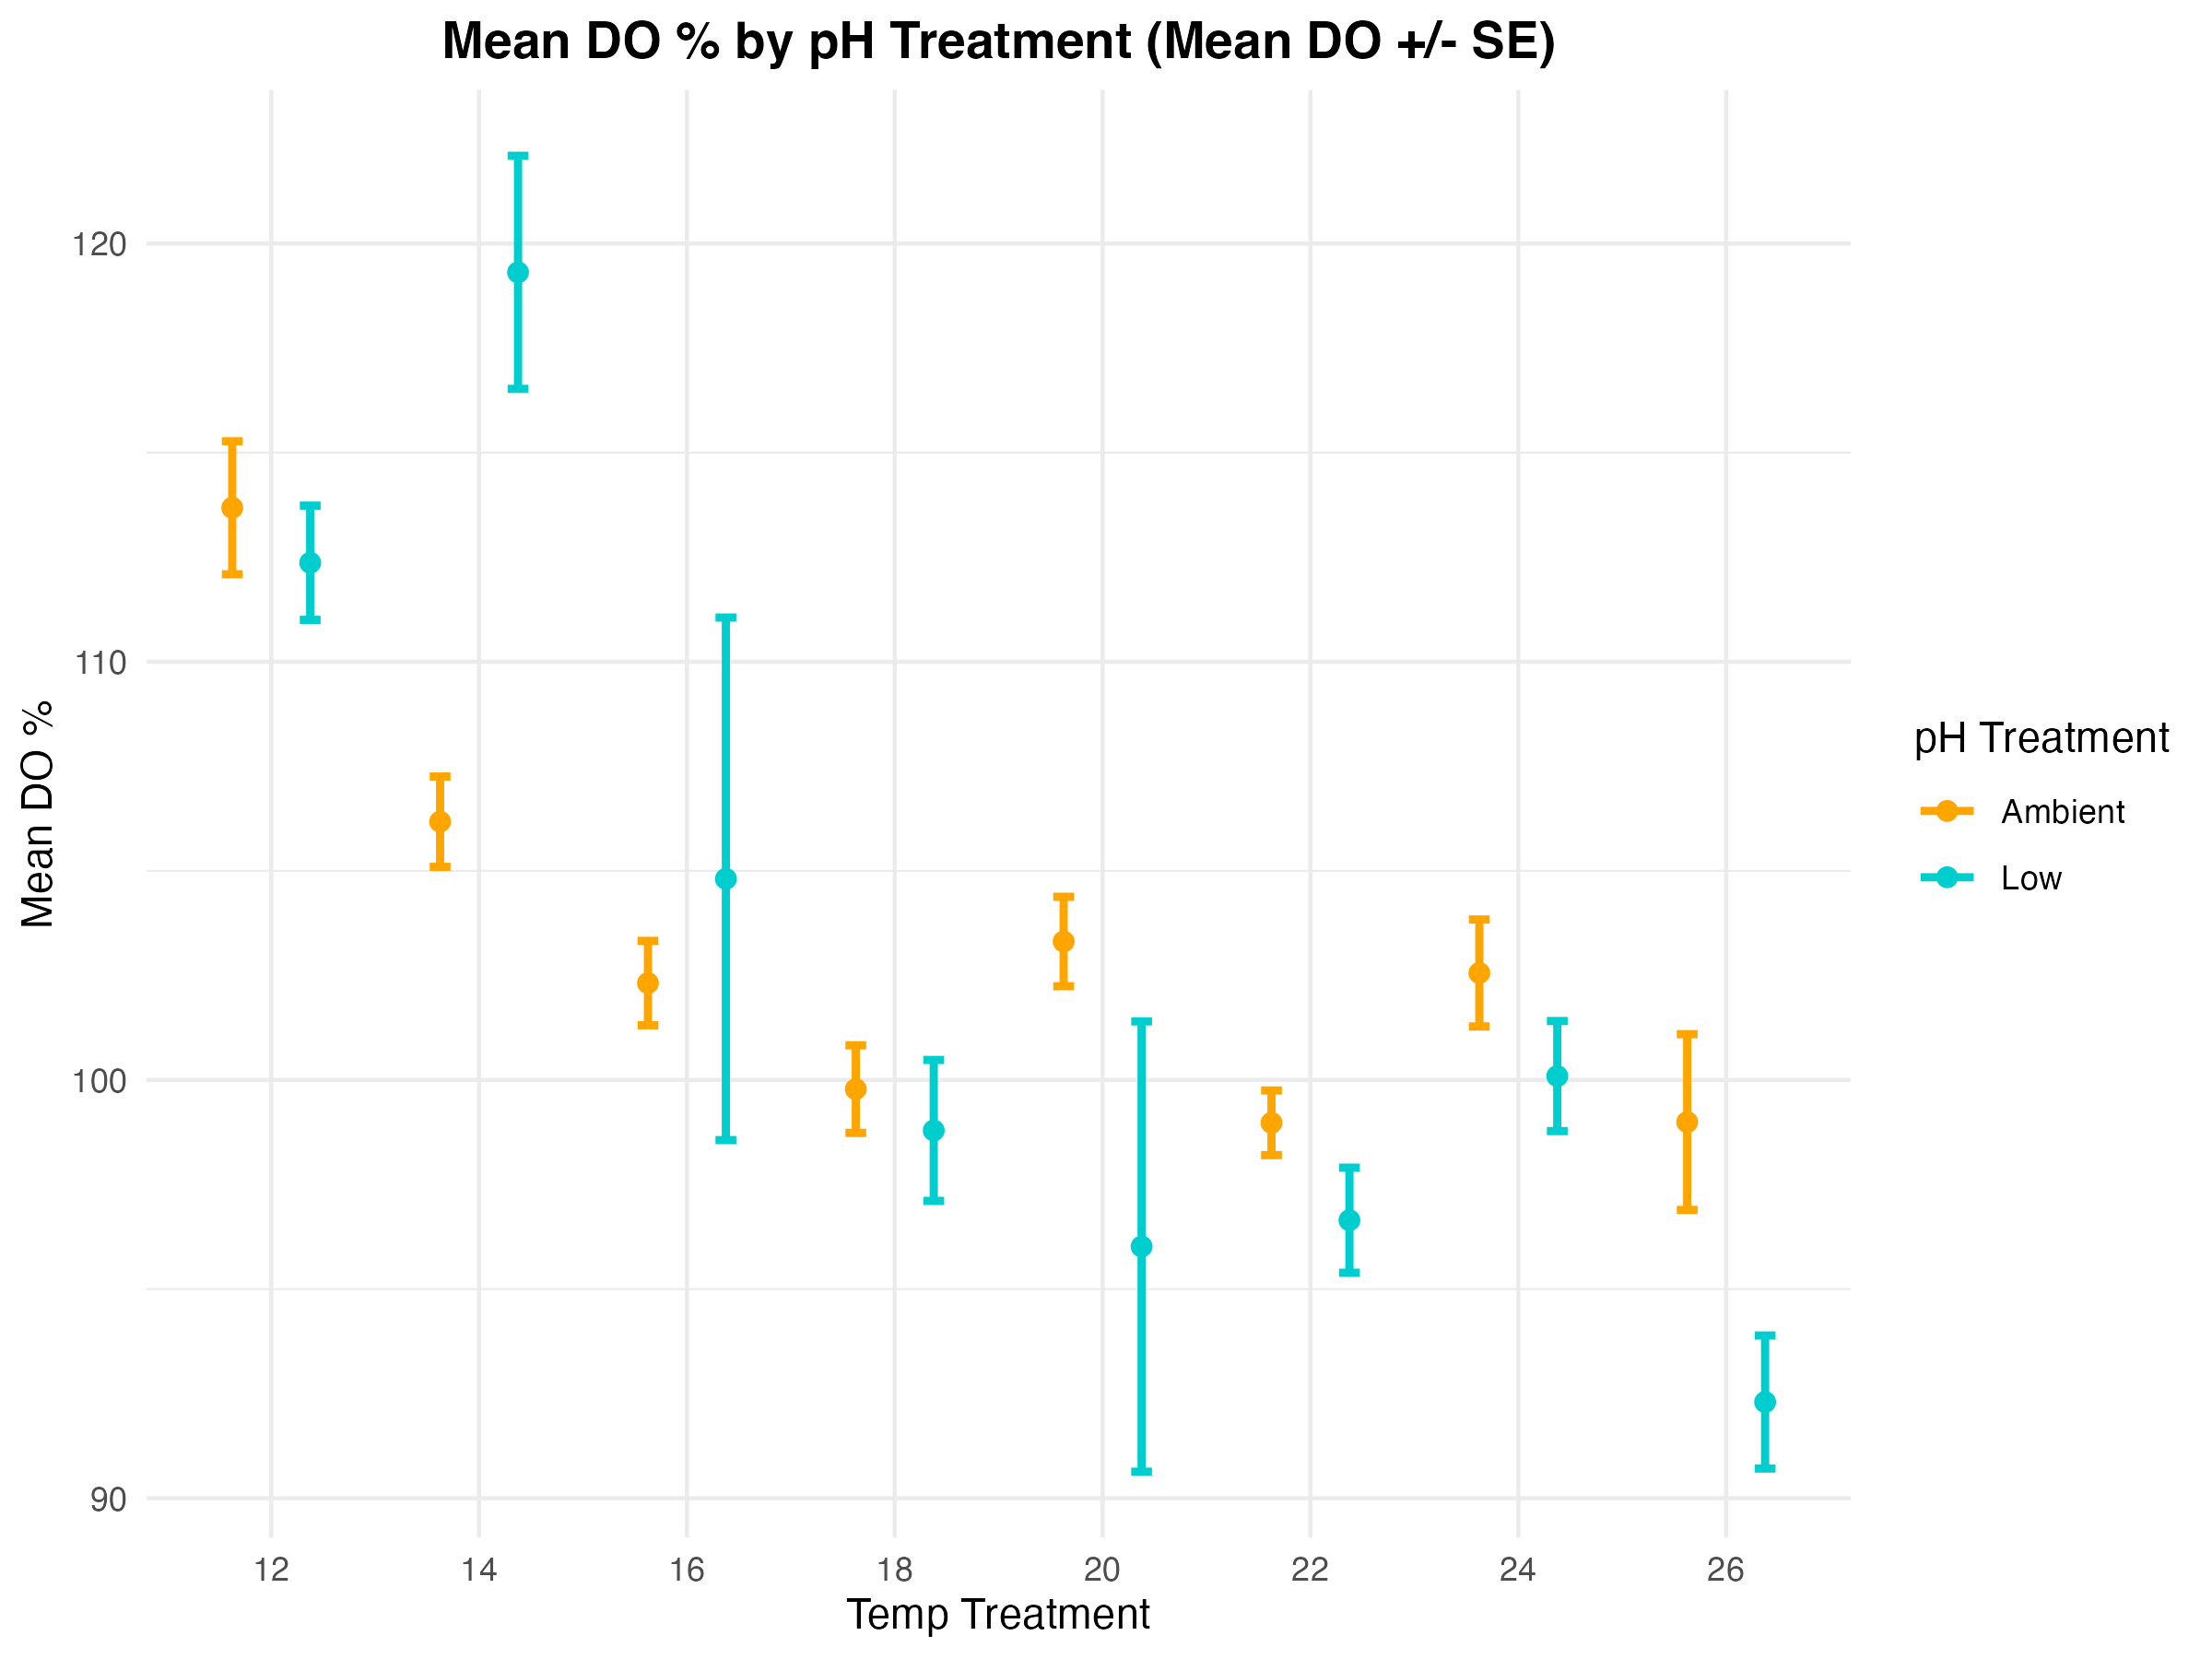 Mean DO % by pH Treatment (Mean DO +/- SE)
Mean DO %
120
110
100
90
12 14 16 18 20 22 24 26
Temp Treatment
pH Treatment
Ambient
Low